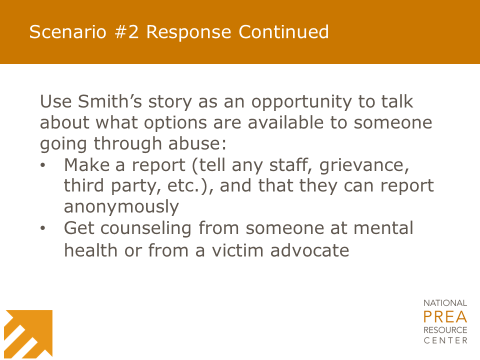 Scenario #2 Response Continued
Use Smith’s story as an opportunity to talk
about what options are available to someone
going through abuse:
• Make a report (tell any staff, grievance,
third party, etc.), and that they can report
anonymously
• Get counseling from someone at mental
health or from a victim advocate
NATIONAL
PREA
RESOURCE
CENTER